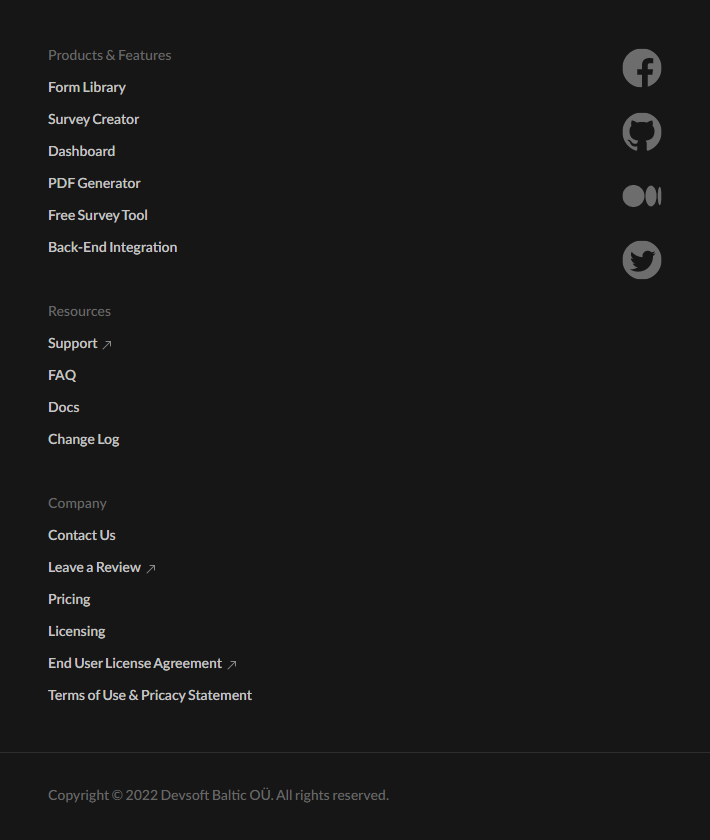 Products & Features
Form Library
Survey Creator
Dashboard
PDF Generator
Free Survey Tool
Back-End Integration
Resources
Support ↗
FAQ
Docs
Change Log
Company
Contact Us
Leave a Review ↗
Pricing
Licensing
End User License Agreement ↗
Terms of Use & Pricacy Statement
Copyright © 2022 Devsoft Baltic OÜ. All rights reserved.